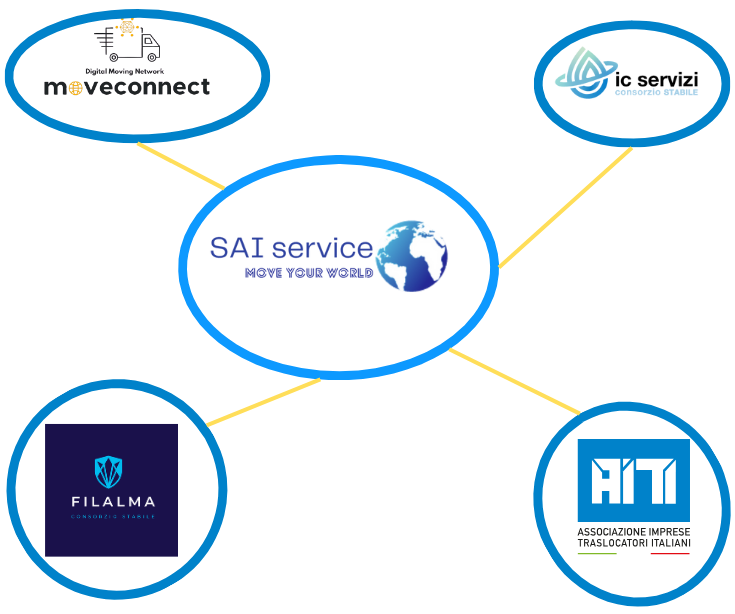 Digital Moving Network
moveconnect
ic servizi
consorzio STABILE
SAI service
MOVE YOUR WORLD
FILALMA
CONSORZIO STABILE
AITI
ASSOCIAZIONE IMPRESE
TRASLOCATORI ITALIANI